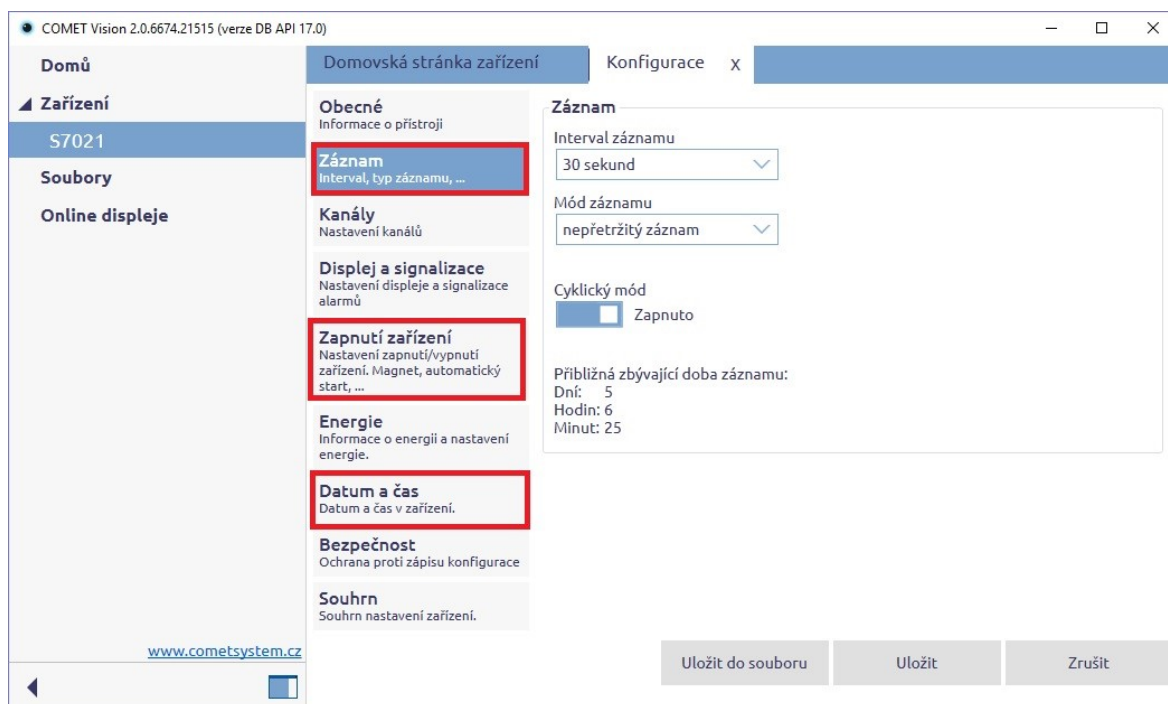 COMET Vision 2.0.6674.21515 (verze DB API 17.0)
Domů
Zařízení
S7021
Soubory
Online displeje
www.cometsystem.cz
Domovská stránka zařízení
Konfigurace x
Obecné
Informace o přístroji
Záznam
Interval, typ záznamu, ...
Kanály
Nastavení kanálů
Displej a signalizace
Nastavení displeje a signalizace
alarmů
Zapnutí zařízení
Nastavení zapnutí/vypnutí
zařízení. Magnet, automatický
start, ...
Energie
Informace o energii a nastavení
energie.
Datum a čas
Datum a čas v zařízení.
Bezpečnost
Ochrana proti zápisu konfigurace
Souhrn
Souhrn nastavení zařízení.
Záznam
Interval záznamu
30 sekund
Mód záznamu
nepřetržitý záznam
Cyklický mód
Zapnuto
Přibližná zbývající doba záznamu:
Dní: 5
Hodin: 6
Minut: 25
Uložit do souboru
Uložit
Zrušit